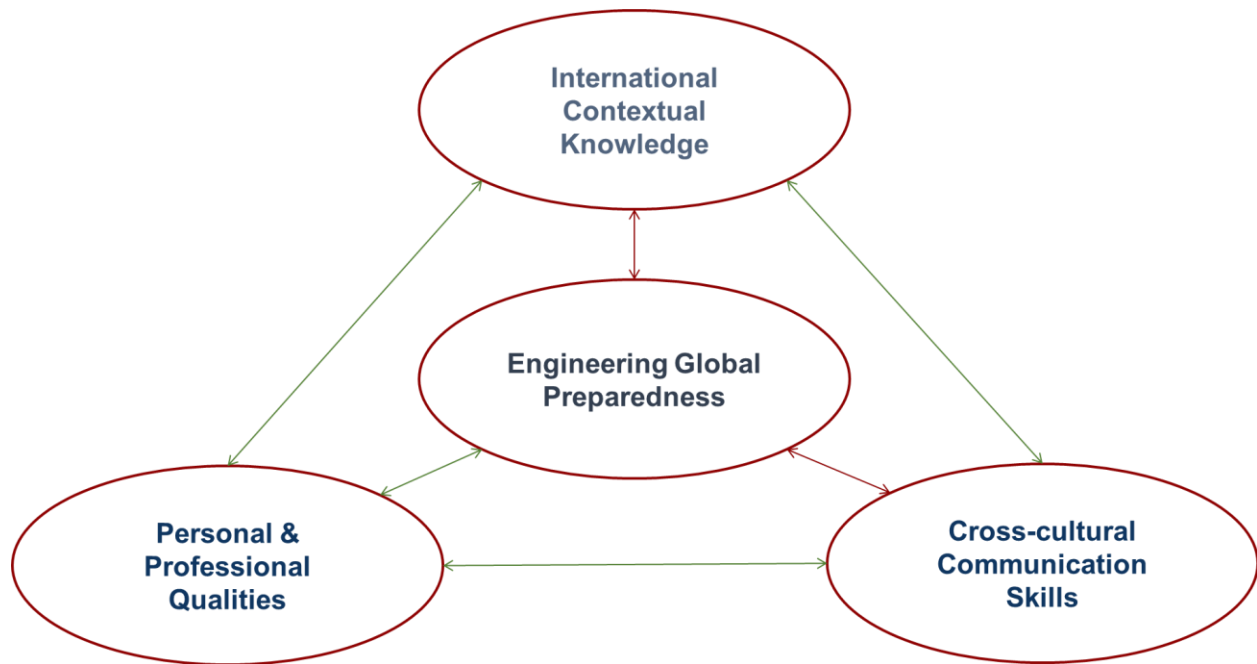 International
Contextual
Knowledge
Engineering Global
Preparedness
Personal &
Professional
Qualities
Cross-cultural
Communication
Skills